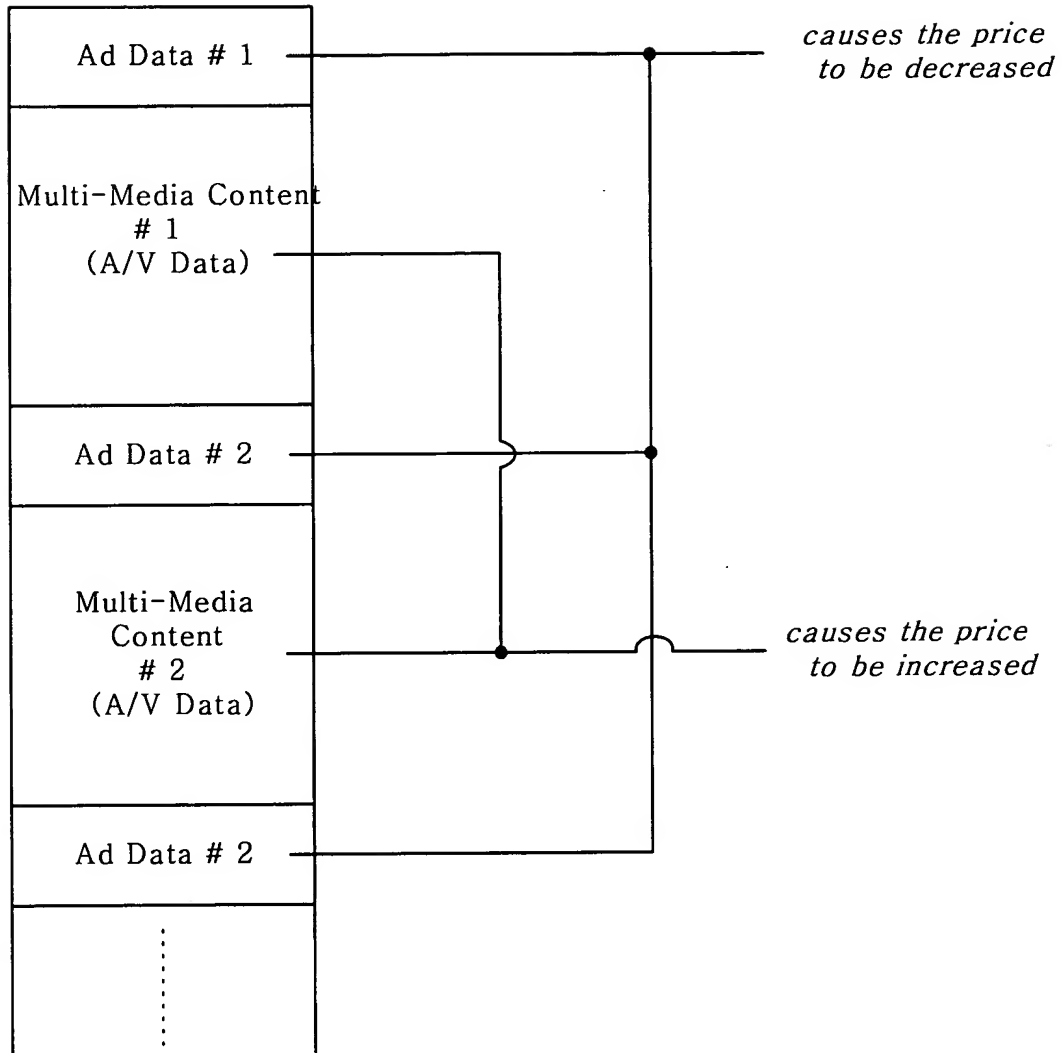 Ad Data # 1
causes the price
to be decreased
Multi-Media Content
# 1
(A/V Data)
Ad Data # 2
Multi-Media
Content
# 2
(A/V Data)
causes the price
to be increased
Ad Data # 2